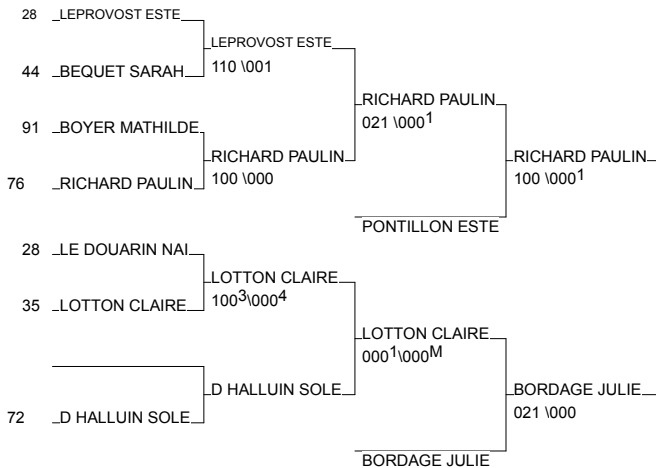 28 LEPROVOST ESTE
LEPROVOST ESTE
110 \001
44 BEQUET SARAH
RICHARD PAULIN
021 \000¹
91 BOYER MATHILDE
RICHARD PAULIN
100 \000
RICHARD PAULIN
100 \000¹
76 RICHARD PAULIN
PONTILLON ESTE
28 LE DOUARIN NAI
LOTTON CLAIRE
100³\000⁴
35 LOTTON CLAIRE
LOTTON CLAIRE
000¹\000ᴹ
D HALLUIN SOLE
BORDAGE JULIE
021 \000
72 D HALLUIN SOLE
BORDAGE JULIE